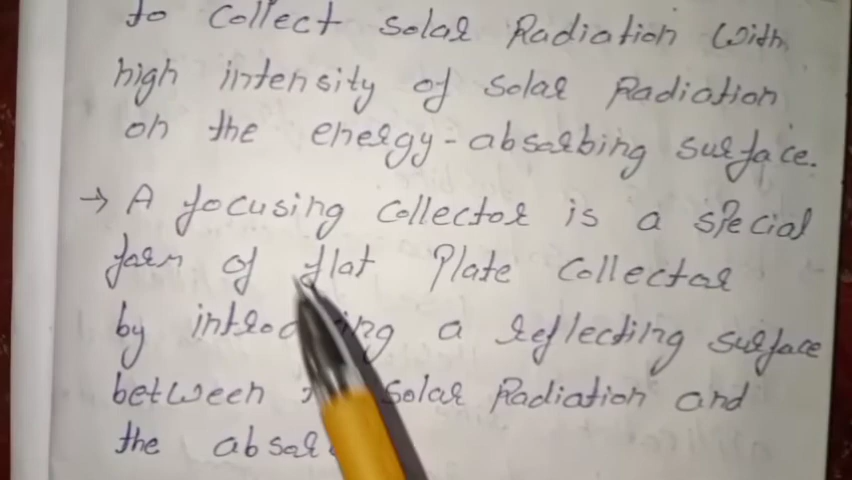 to collect solar Radiation with
high intensity of solar Radiation
on the energy-absorbing surface.
→ A focusing collector is a special
form of flat Plate collector
by a reflecting surface
between solar Radiation and
the